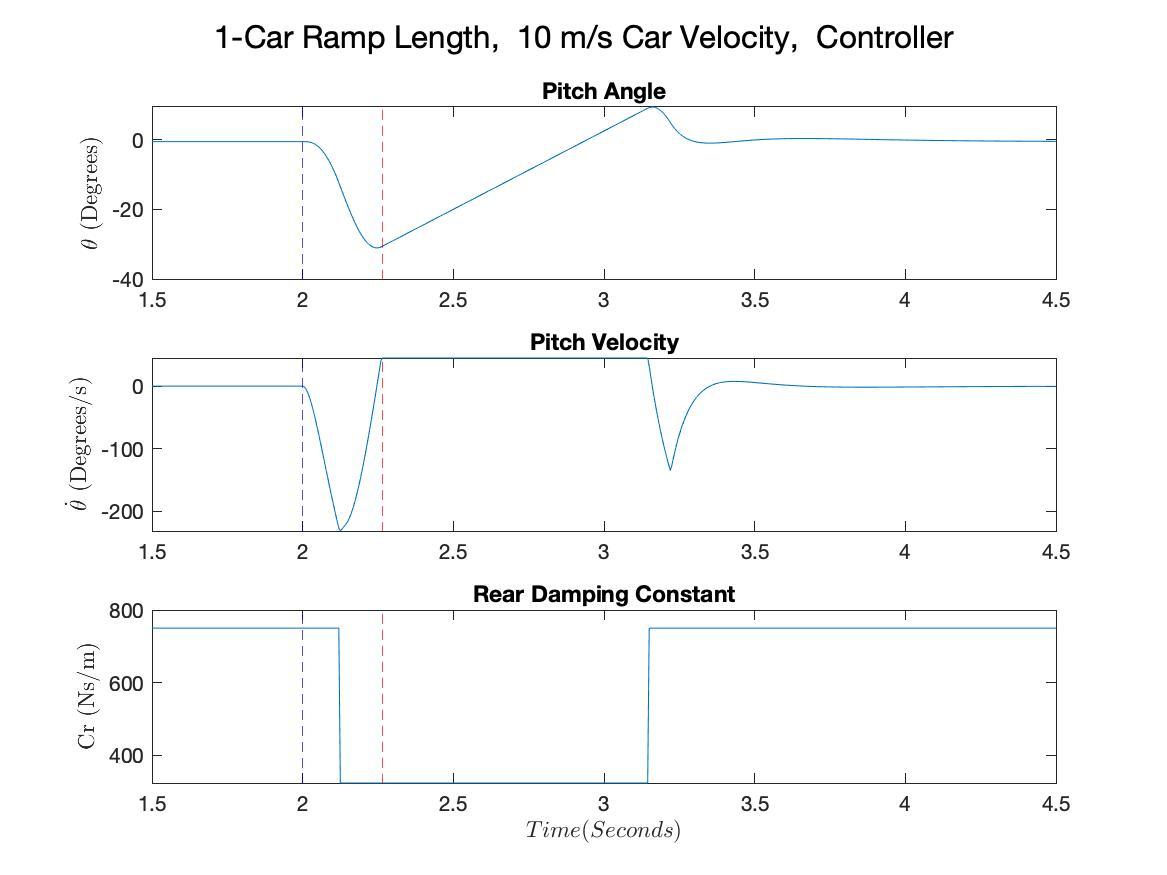 1-Car Ramp Length, 10 m/s Car Velocity, Controller
Pitch Angle
θ (Degrees)
0
-20
-40
1.5 2 2.5 3 3.5 4 4.5
Pitch Velocity
θ̇ (Degrees/s)
0
-100
-200
1.5 2 2.5 3 3.5 4 4.5
Rear Damping Constant
Cr (Ns/m)
800
600
400
1.5 2 2.5 3 3.5 4 4.5
Time(Seconds)